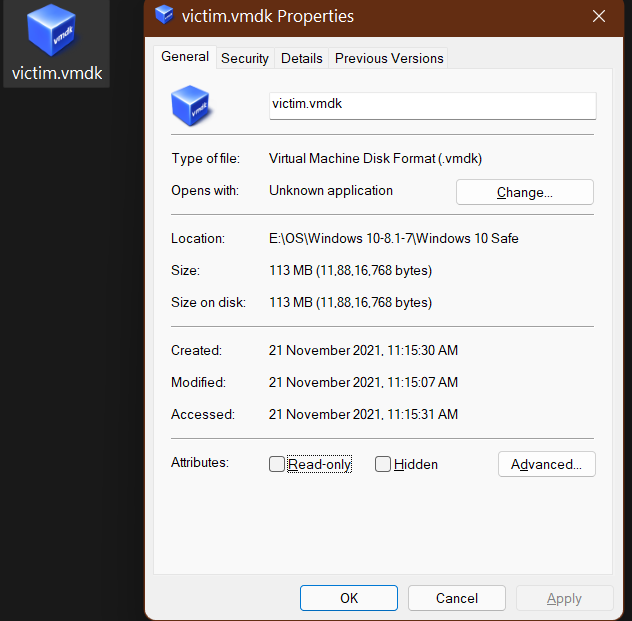 victim.vmdk Properties
vmdk
victim.vmdk
General Security Details Previous Versions
vmdk
victim.vmdk
Type of file: Virtual Machine Disk Format (.vmdk)
Opens with: Unknown application Change...
Location: E:\OS\Windows 10-8.1-7\Windows 10 Safe
Size: 113 MB (11,88,16,768 bytes)
Size on disk: 113 MB (11,88,16,768 bytes)
Created: 21 November 2021, 11:15:30 AM
Modified: 21 November 2021, 11:15:07 AM
Accessed: 21 November 2021, 11:15:31 AM
Attributes: Read-only Hidden Advanced...
OK Cancel Apply